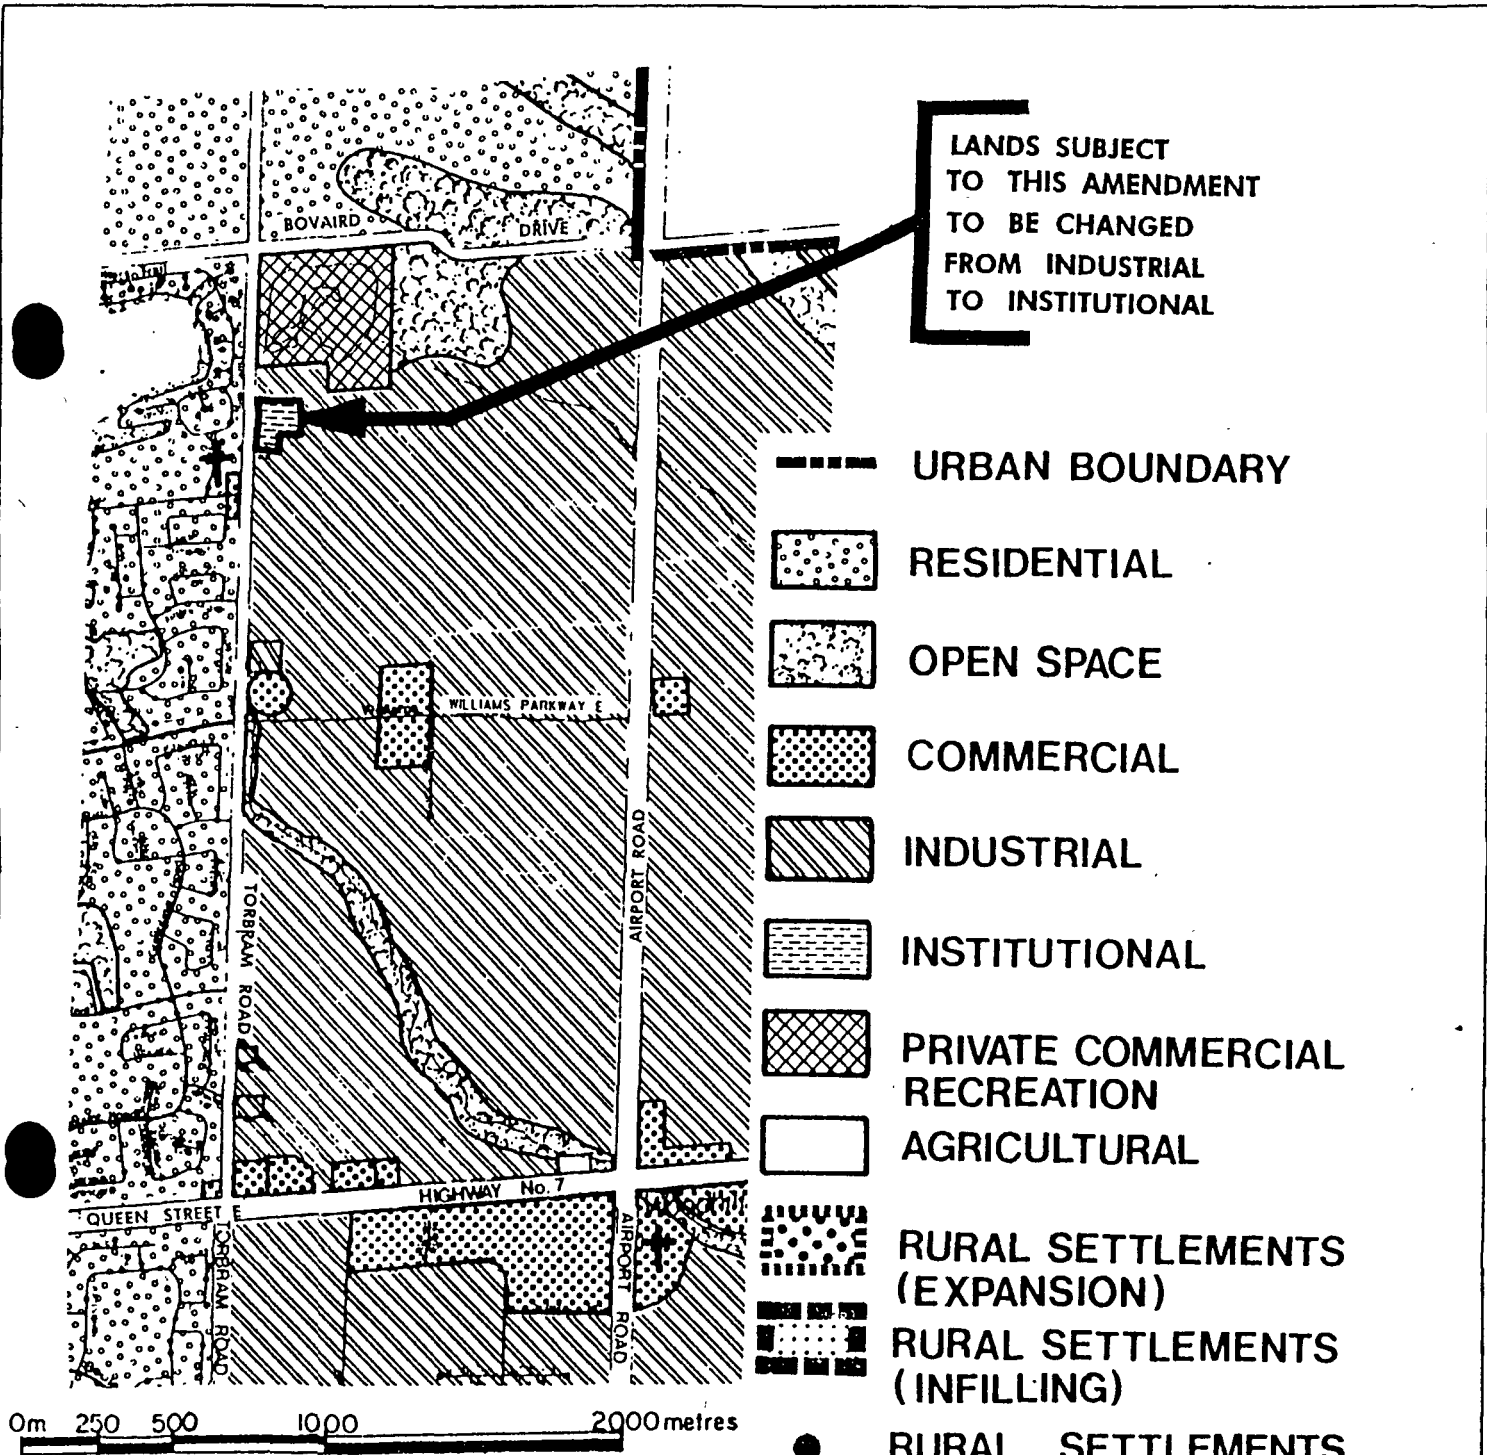 LANDS SUBJECT
TO THIS AMENDMENT
TO BE CHANGED
FROM INDUSTRIAL
TO INSTITUTIONAL
BOVAIRD DRIVE
URBAN BOUNDARY
RESIDENTIAL
OPEN SPACE
WILLIAMS PARKWAY E
COMMERCIAL
TORBRAM ROAD
AIRPORT ROAD
INDUSTRIAL
INSTITUTIONAL
PRIVATE COMMERCIAL
RECREATION
AGRICULTURAL
HIGHWAY No. 7
QUEEN STREET E
TORBRAM ROAD
AIRPORT ROAD
RURAL SETTLEMENTS
(EXPANSION)
RURAL SETTLEMENTS
(INFILLING)
0m 250 500 1000 2000 metres
RURAL SETTLEMENTS